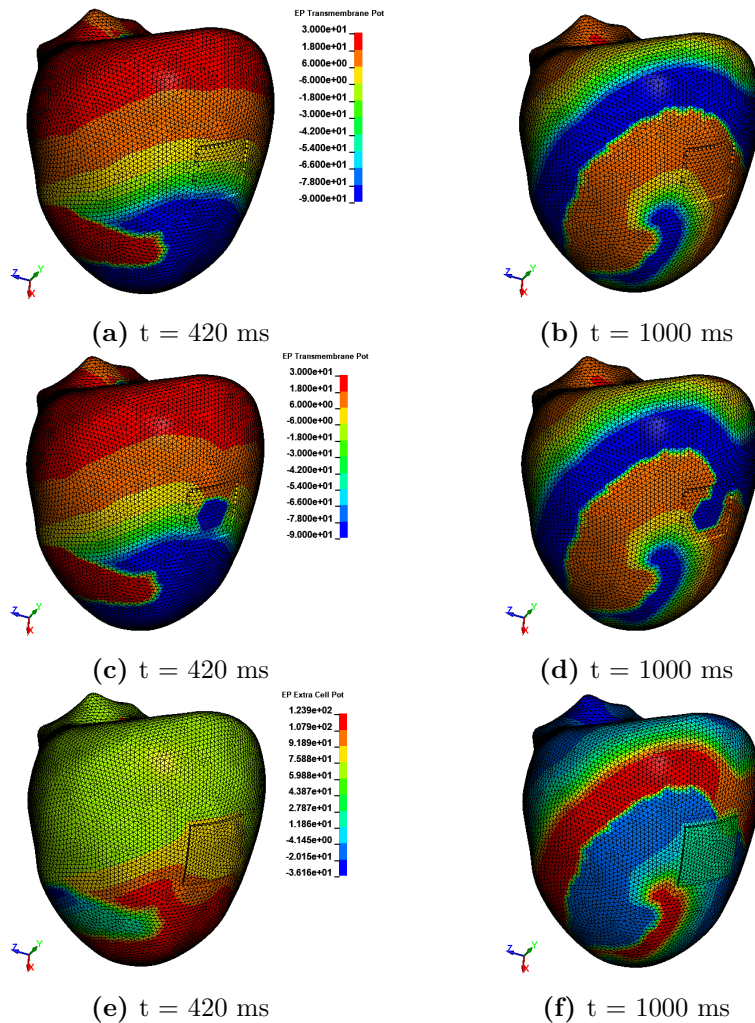 EP Transmembrane Pot
3.000e+01
1.800e+01
6.000e+00
-6.000e+00
-1.800e+01
-3.000e+01
-4.200e+01
-5.400e+01
-6.600e+01
-7.800e+01
-9.000e+01
Z
Y
X
Z
Y
X
(a) t = 420 ms
(b) t = 1000 ms
EP Transmembrane Pot
3.000e+01
1.800e+01
6.000e+00
-6.000e+00
-1.800e+01
-3.000e+01
-4.200e+01
-5.400e+01
-6.600e+01
-7.800e+01
-9.000e+01
Z
Y
X
Z
Y
X
(c) t = 420 ms
(d) t = 1000 ms
EP Extra Cell Pot
1.239e+02
1.079e+02
9.189e+01
7.588e+01
5.988e+01
4.387e+01
2.787e+01
1.186e+01
-4.145e+00
-2.015e+01
-3.616e+01
Z
Y
X
Z
Y
X
(e) t = 420 ms
(f) t = 1000 ms